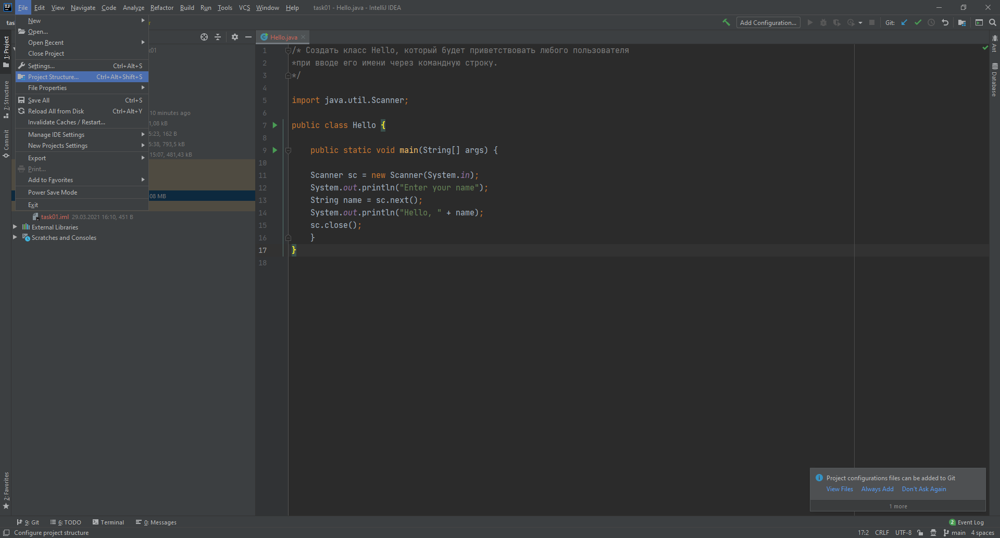 File Edit View Navigate Code Analyze Refactor Build Run Tools VCS Window Help task01 - Hello.java - IntelliJ IDEA
tas
Add Configuration... Git:
New
Open...
Open Recent
Close Project
Settings... Ctrl+Alt+S
Project Structure... Ctrl+Alt+Shift+S
File Properties
Save All Ctrl+S
Reload All from Disk Ctrl+Alt+Y
Invalidate Caches / Restart...
Manage IDE Settings
New Projects Settings
Export
Print...
Add to Favorites
Power Save Mode
Exit
1: Project
7: Structure
Commit
2: Favorites
10 minutes ago
1,08 kB
5:23, 162 B
5:38, 793,5 kB
15:07, 481,43 kB
08 MB
task01.iml 29.03.2021 16:10, 451 B
External Libraries
Scratches and Consoles
Hello.java
1 /* Создать класс Hello, который будет приветствовать любого пользователя
2 *при вводе его имени через командную строку.
3 */
4
5 import java.util.Scanner;
6
7 public class Hello {
8
9 public static void main(String[] args) {
10
11 Scanner sc = new Scanner(System.in);
12 System.out.println("Enter your name");
13 String name = sc.next();
14 System.out.println("Hello, " + name);
15 sc.close();
16 }
17 }
18
Ant
Database
Project configurations files can be added to Git
View Files Always Add Don't Ask Again
1 more
9: Git 6: TODO Terminal 0: Messages 2 Event Log
Configure project structure 17:2 CRLF UTF-8 main 4 spaces